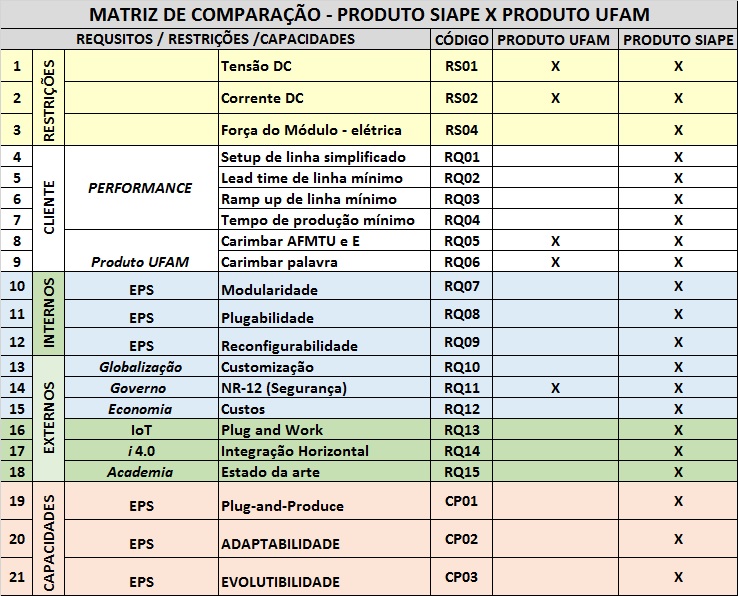 MATRIZ DE COMPARAÇÃO - PRODUTO SIAPE X PRODUTO UFAM
REQUSITOS / RESTRIÇÕES /CAPACIDADES CÓDIGO PRODUTO UFAM PRODUTO SIAPE
RESTRIÇÕES
1 Tensão DC RS01 X X
2 Corrente DC RS02 X X
3 Força do Módulo - elétrica RS04 X
CLIENTE
PERFORMANCE
4 Setup de linha simplificado RQ01 X
5 Lead time de linha mínimo RQ02 X
6 Ramp up de linha mínimo RQ03 X
7 Tempo de produção mínimo RQ04 X
8 Carimbar AFMTU e E RQ05 X X
9 Produto UFAM Carimbar palavra RQ06 X X
INTERNOS
10 EPS Modularidade RQ07 X
11 EPS Plugabilidade RQ08 X
12 EPS Reconfigurabilidade RQ09 X
EXTERNOS
13 Globalização Customização RQ10 X
14 Governo NR-12 (Segurança) RQ11 X X
15 Economia Custos RQ12 X
16 IoT Plug and Work RQ13 X
17 i 4.0 Integração Horizontal RQ14 X
18 Academia Estado da arte RQ15 X
CAPACIDADES
19 EPS Plug-and-Produce CP01 X
20 EPS ADAPTABILIDADE CP02 X
21 EPS EVOLUTIBILIDADE CP03 X